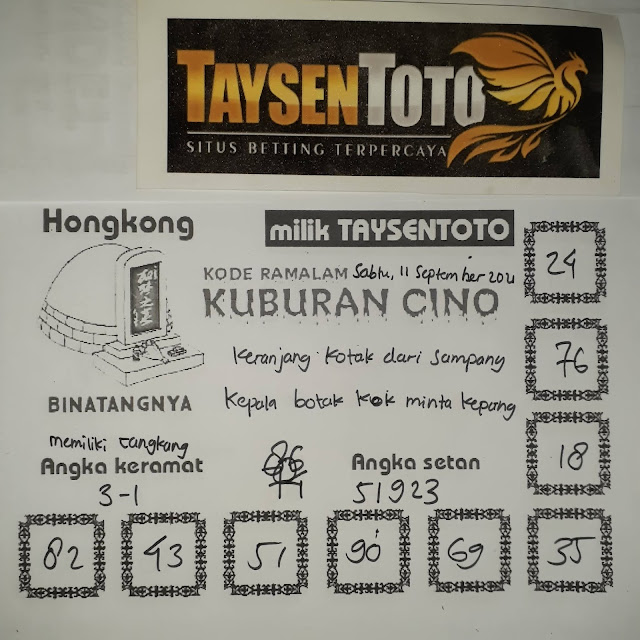 TAYSENTOTO
SITUS BETTING TERPERCAYA
Hongkong
milik TAYSENTOTO
KODE RAMALAM Sabtu, 11 September 2021
KUBURAN CINO
24
Keranjang kotak dari Sampang
76
BINATANGNYA
Kepala botak kok minta kepang
memiliki cangkang
18
Angka keramat
Angka setan
3-1
51923
82
43
51
90
69
35